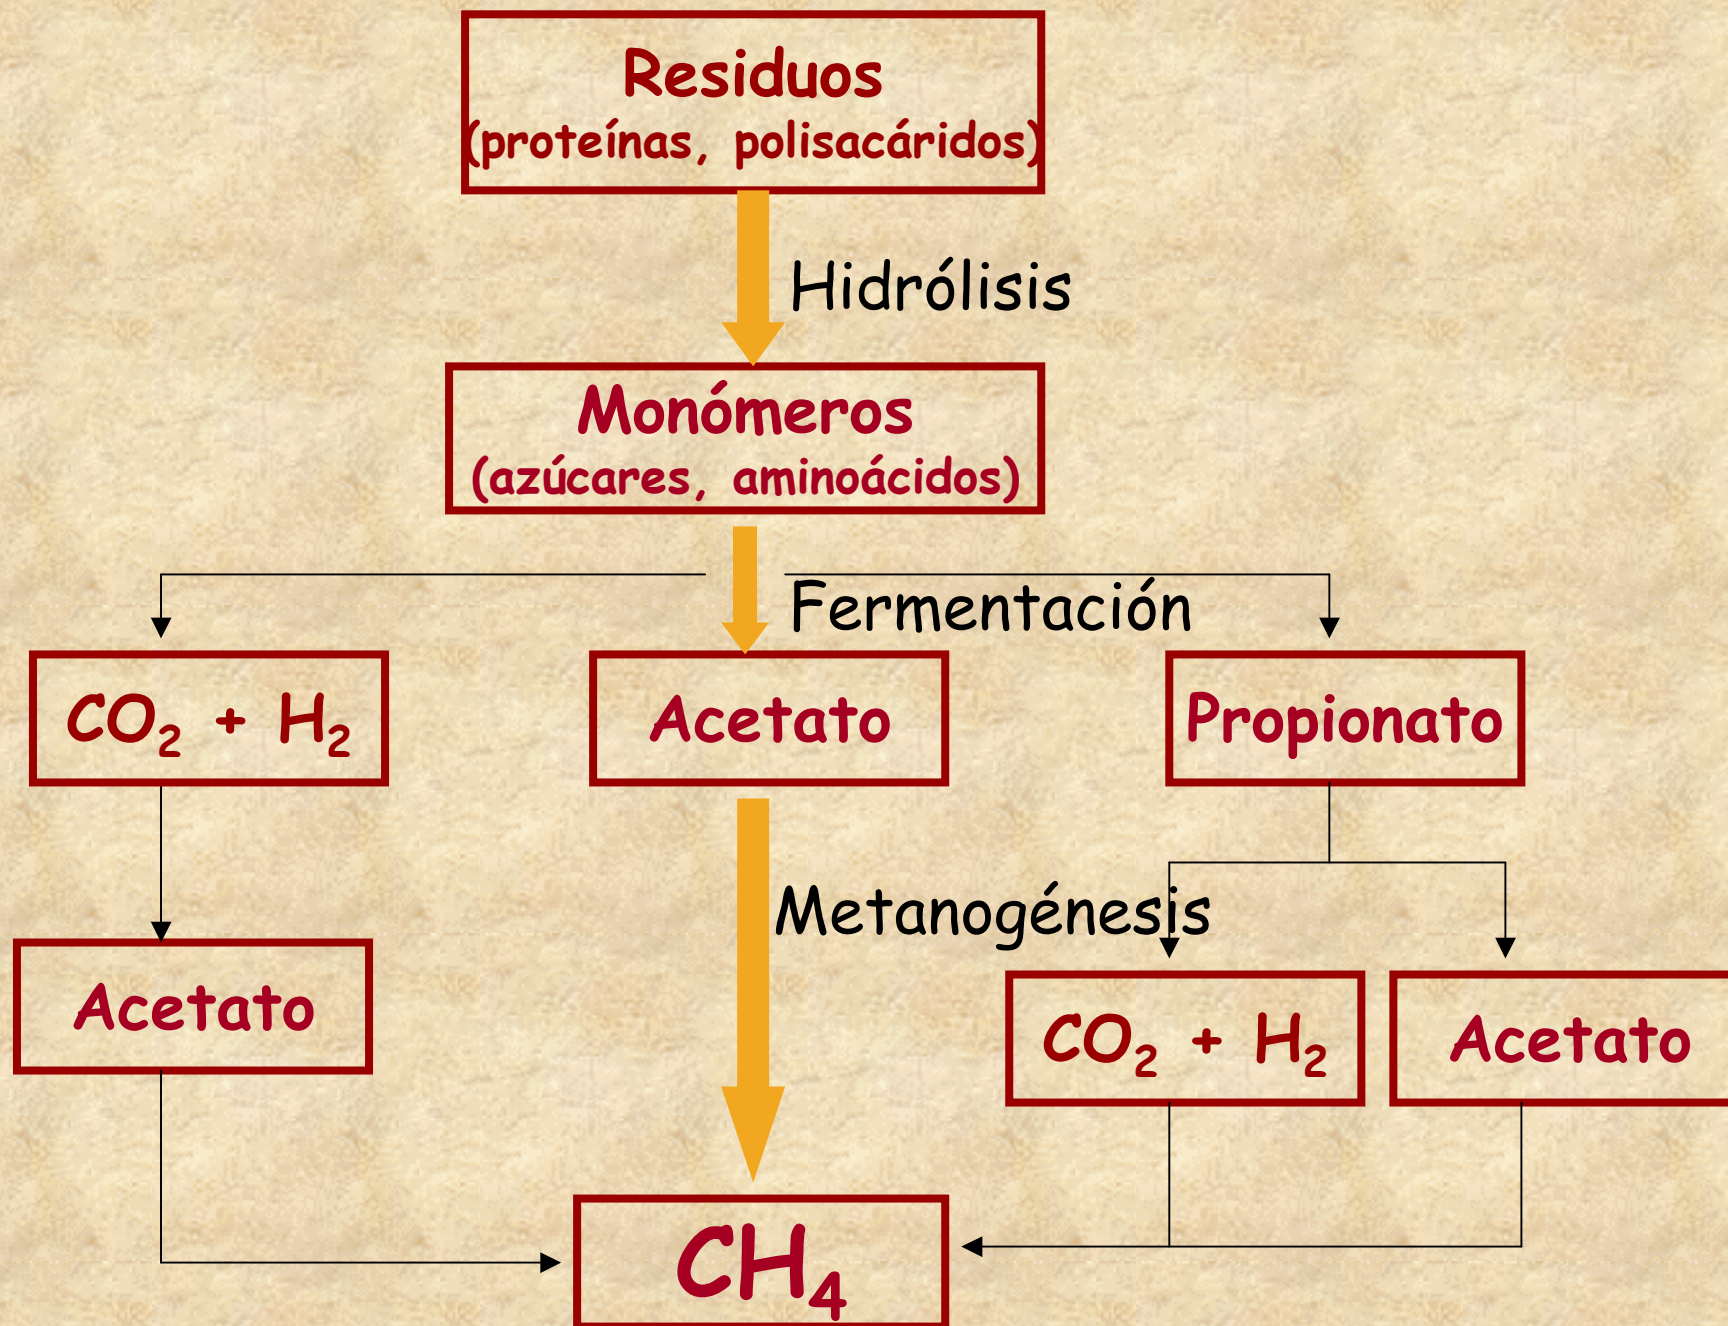 Residuos
(proteínas, polisacáridos)
Hidrólisis
Monómeros
(azúcares, aminoácidos)
Fermentación
CO₂ + H₂
Acetato
Propionato
Metanogénesis
Acetato
CO₂ + H₂
Acetato
CH₄